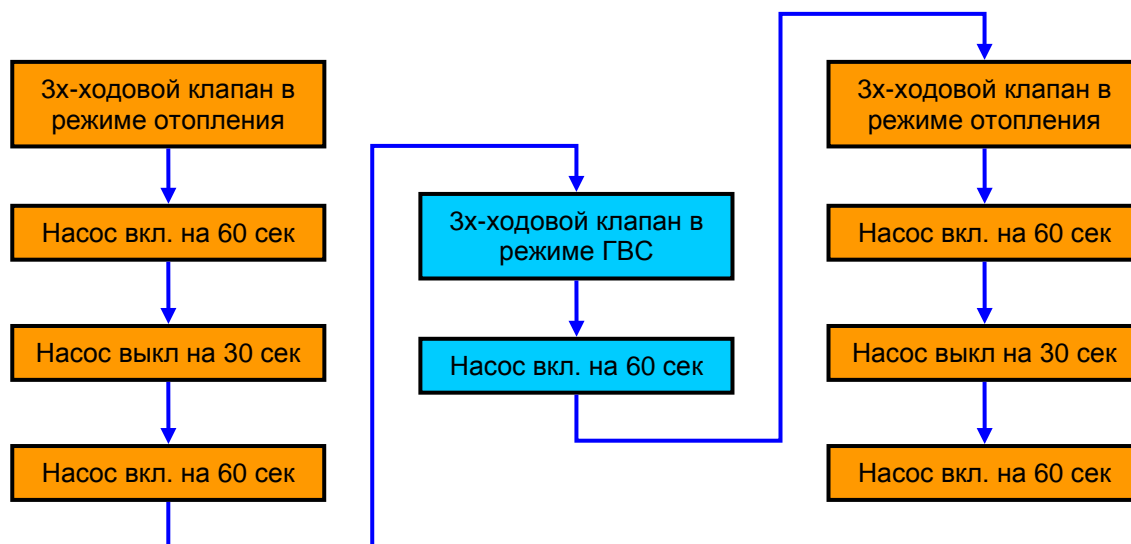 3х-ходовой клапан в
режиме отопления
Насос вкл. на 60 сек
Насос выкл на 30 сек
Насос вкл. на 60 сек
3х-ходовой клапан в
режиме ГВС
Насос вкл. на 60 сек
3х-ходовой клапан в
режиме отопления
Насос вкл. на 60 сек
Насос выкл на 30 сек
Насос вкл. на 60 сек